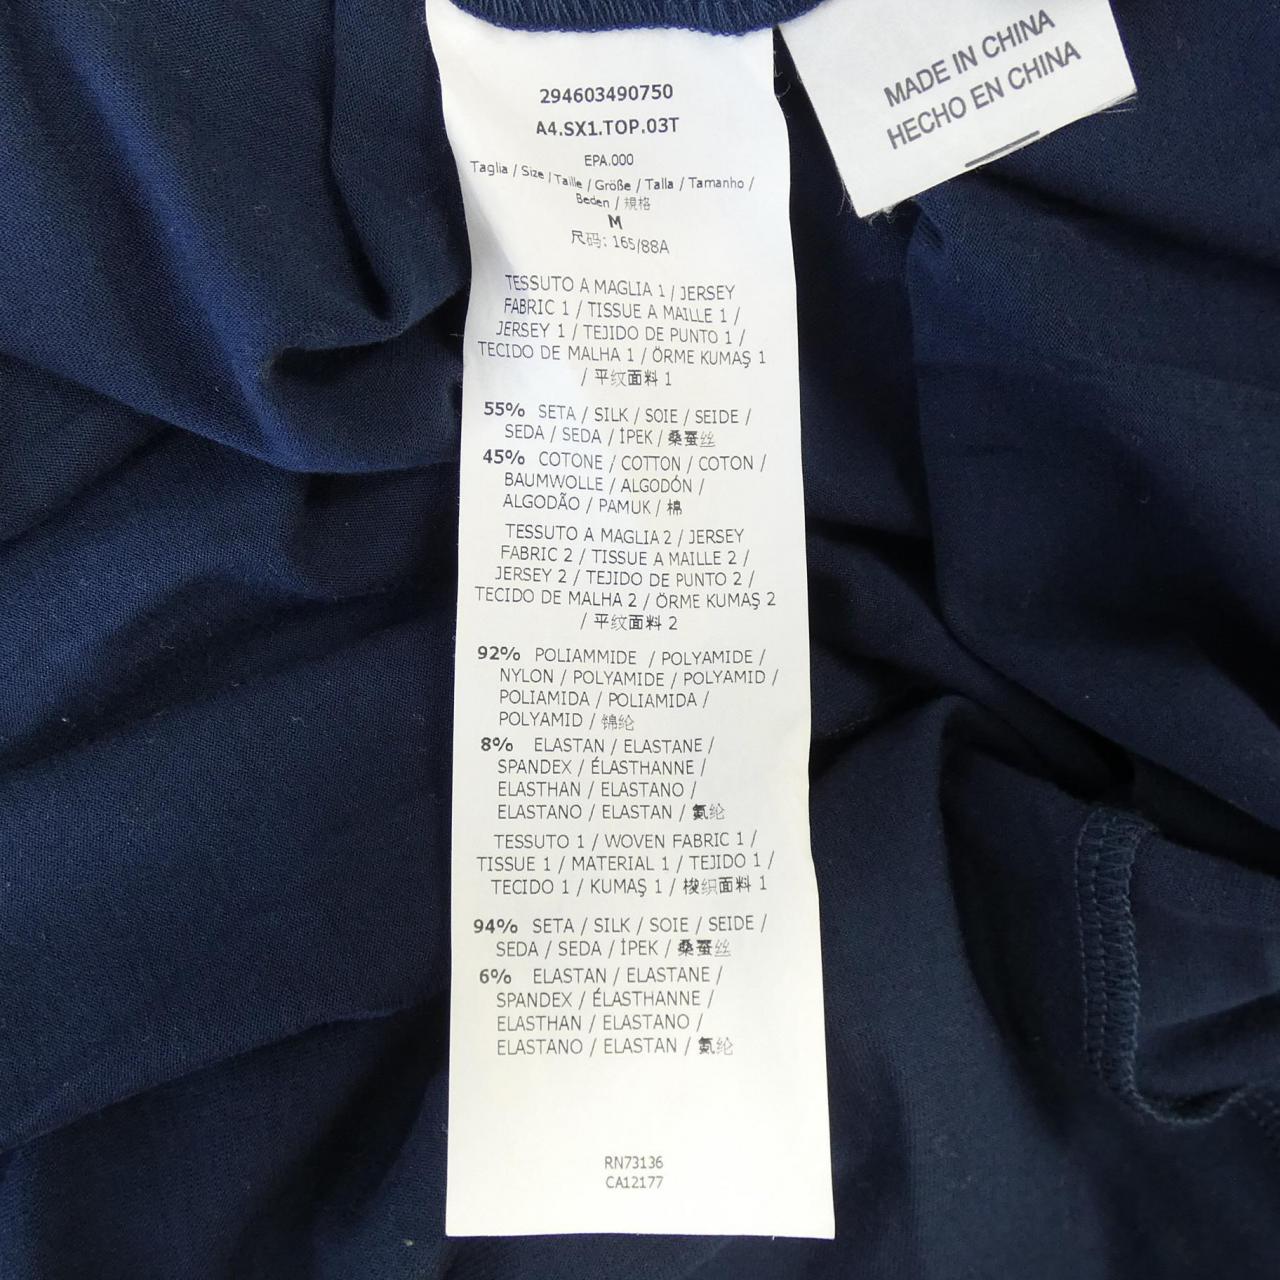 294603490750
A4.SX1.TOP.03T
EPA.000
Taglia / Size / Taille / Größe / Talla / Tamanho /
Beden / 規格
M
尺码: 165/88A
TESSUTO A MAGLIA 1 / JERSEY
FABRIC 1 / TISSUE A MAILLE 1 /
JERSEY 1 / TEJIDO DE PUNTO 1 /
TECIDO DE MALHA 1 / ÖRME KUMAŞ 1
/ 平纹面料 1
55% SETA / SILK / SOIE / SEIDE /
SEDA / SEDA / İPEK / 桑蚕丝
45% COTONE / COTTON / COTON /
BAUMWOLLE / ALGODÓN /
ALGODÃO / PAMUK / 棉
TESSUTO A MAGLIA 2 / JERSEY
FABRIC 2 / TISSUE A MAILLE 2 /
JERSEY 2 / TEJIDO DE PUNTO 2 /
TECIDO DE MALHA 2 / ÖRME KUMAŞ 2
/ 平纹面料 2
92% POLIAMMIDE / POLYAMIDE /
NYLON / POLYAMIDE / POLYAMID /
POLIAMIDA / POLIAMIDA /
POLYAMID / 锦纶
8% ELASTAN / ELASTANE /
SPANDEX / ÉLASTHANNE /
ELASTHAN / ELASTANO /
ELASTANO / ELASTAN / 氨纶
TESSUTO 1 / WOVEN FABRIC 1 /
TISSUE 1 / MATERIAL 1 / TEJIDO 1 /
TECIDO 1 / KUMAŞ 1 / 梭织面料 1
94% SETA / SILK / SOIE / SEIDE /
SEDA / SEDA / İPEK / 桑蚕丝
6% ELASTAN / ELASTANE /
SPANDEX / ÉLASTHANNE /
ELASTHAN / ELASTANO /
ELASTANO / ELASTAN / 氨纶
RN73136
CA12177
MADE IN CHINA
HECHO EN CHINA